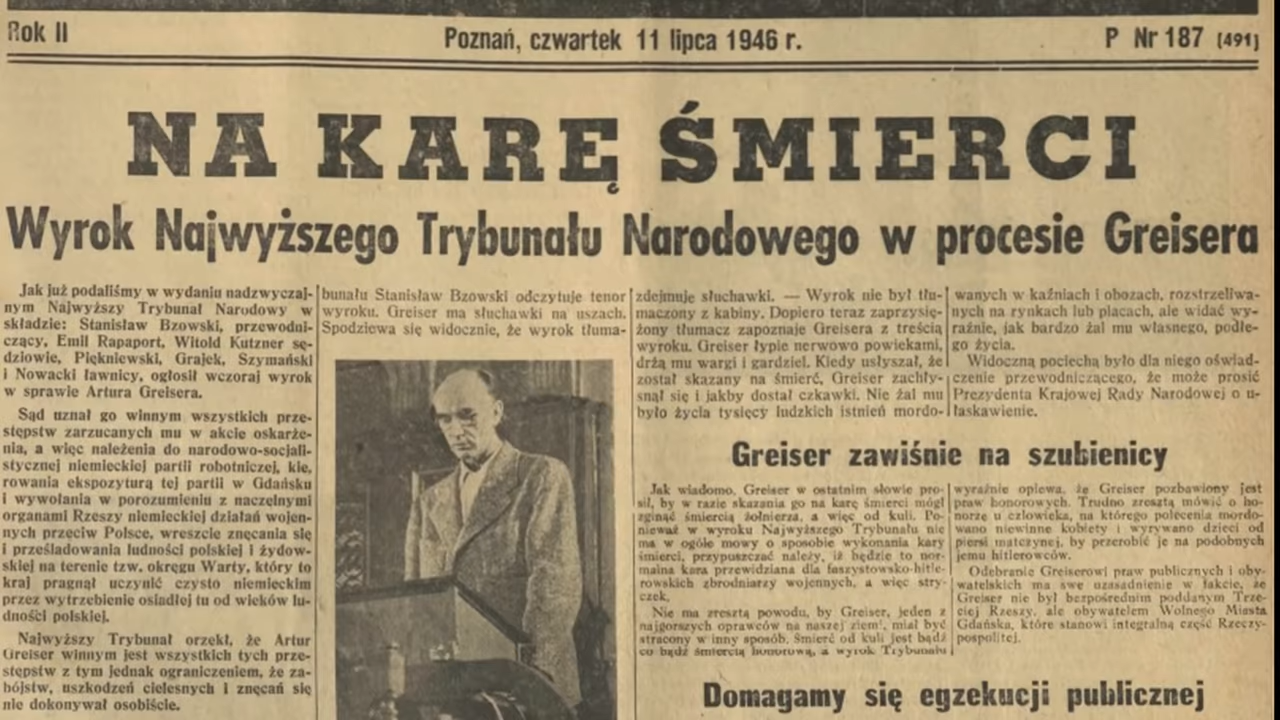 Rok II
Poznań, czwartek 11 lipca 1946 r.
P Nr 187 [491]
NA KARĘ ŚMIERCI
Wyrok Najwyższego Trybunału Narodowego w procesie Greisera
Jak już podaliśmy w wydaniu nadzwyczaj-
nym Najwyższy Trybunał Narodowy w
składzie: Stanisław Bzowski, przewodni-
czący, Emil Rapaport, Witold Kutzner sę-
dziowie, Piękniewski, Grajek, Szymański
i Nowacki ławnicy, ogłosił wczoraj wyrok
w sprawie Artura Greisera.
Sąd uznał go winnym wszystkich prze-
stępstw zarzucanych mu w akcie oskarże-
nia, a więc należenia do narodowo-socjali-
stycznej niemieckiej partii robotniczej, kie,
rowania ekspozyturą tej partii w Gdańsku
i wywołania w porozumieniu z naczelnymi
organami Rzeszy niemieckiej działań wojen-
nych przeciw Polsce, wreszcie znęcania się
i prześladowania ludności polskiej i żydow-
skiej na terenie tzw. okręgu Warty, który to
kraj pragnął uczynić czysto niemieckim
przez wytrzebienie osiadłej tu od wieków lu-
dności polskiej.
Najwyższy Trybunał orzekł, że Artur
Greiser winnym jest wszystkich tych prze-
stępstw z tym jednak ograniczeniem, że za-
bójstw, uszkodzeń cielesnych i znęcań się
nie dokonywał osobiście.
bunału Stanisław Bzowski odczytuje tenor
wyroku. Greiser ma słuchawki na uszach.
Spodziewa się widocznie, że wyrok tłuma-
zdejmuje słuchawki. — Wyrok nie był tłu-
maczony z kabiny. Dopiero teraz zaprzysię-
żony tłumacz zapoznaje Greisera z treścią
wyroku. Greiser łypie nerwowo powiekami,
drżą mu wargi i gardziel. Kiedy usłyszał, że
został skazany na śmierć, Greiser zachły-
snął się i jakby dostał czkawki. Nie żal mu
było życia tysięcy ludzkich istnień mordo-
wanych w kaźniach i obozach, rozstrzeliwa-
nych na rynkach lub placach, ale widać wy-
raźnie, jak bardzo żal mu własnego, podłe-
go życia.
Widoczną pociechą było dla niego oświad-
czenie przewodniczącego, że może prosić
Prezydenta Krajowej Rady Narodowej o u-
łaskawienie.
Greiser zawiśnie na szubienicy
Jak wiadomo, Greiser w ostatnim słowie pro-
sił, by w razie skazania go na karę śmierci mógł
zginąć śmiercią żołnierza, a więc od kuli. Po-
nieważ w wyroku Najwyższego Trybunału nie
ma w ogóle mowy o sposobie wykonania kary
śmierci, przypuszczać należy, iż będzie to nor-
malna kara przewidziana dla faszystowsko-hitle-
rowskich zbrodniarzy wojennych, a więc stry-
czek.
Nie ma zresztą powodu, by Greiser, jeden z
najgorszych oprawców na naszej ziemi, miał być
stracony w inny sposób. Śmierć od kuli jest bądź
co bądź śmiercią honorową, a wyrok Trybunału
wyraźnie opiewa, że Greiser pozbawiony jest
praw honorowych. Trudno zresztą mówić o ho-
norze u człowieka, na którego polecenia mordo-
wano niewinne kobiety i wyrywano dzieci od
piersi matczynej, by przerobić je na podobnych
jemu hitlerowców.
Odebranie Greiserowi praw publicznych i oby-
watelskich ma swe uzasadnienie w fakcie, że
Greiser nie był bezpośrednim poddanym Trze-
ciej Rzeszy, ale obywatelem Wolnego Miasta
Gdańska, które stanowi integralną część Rzeczy-
pospolitej.
Domagamy się egzekucji publicznej